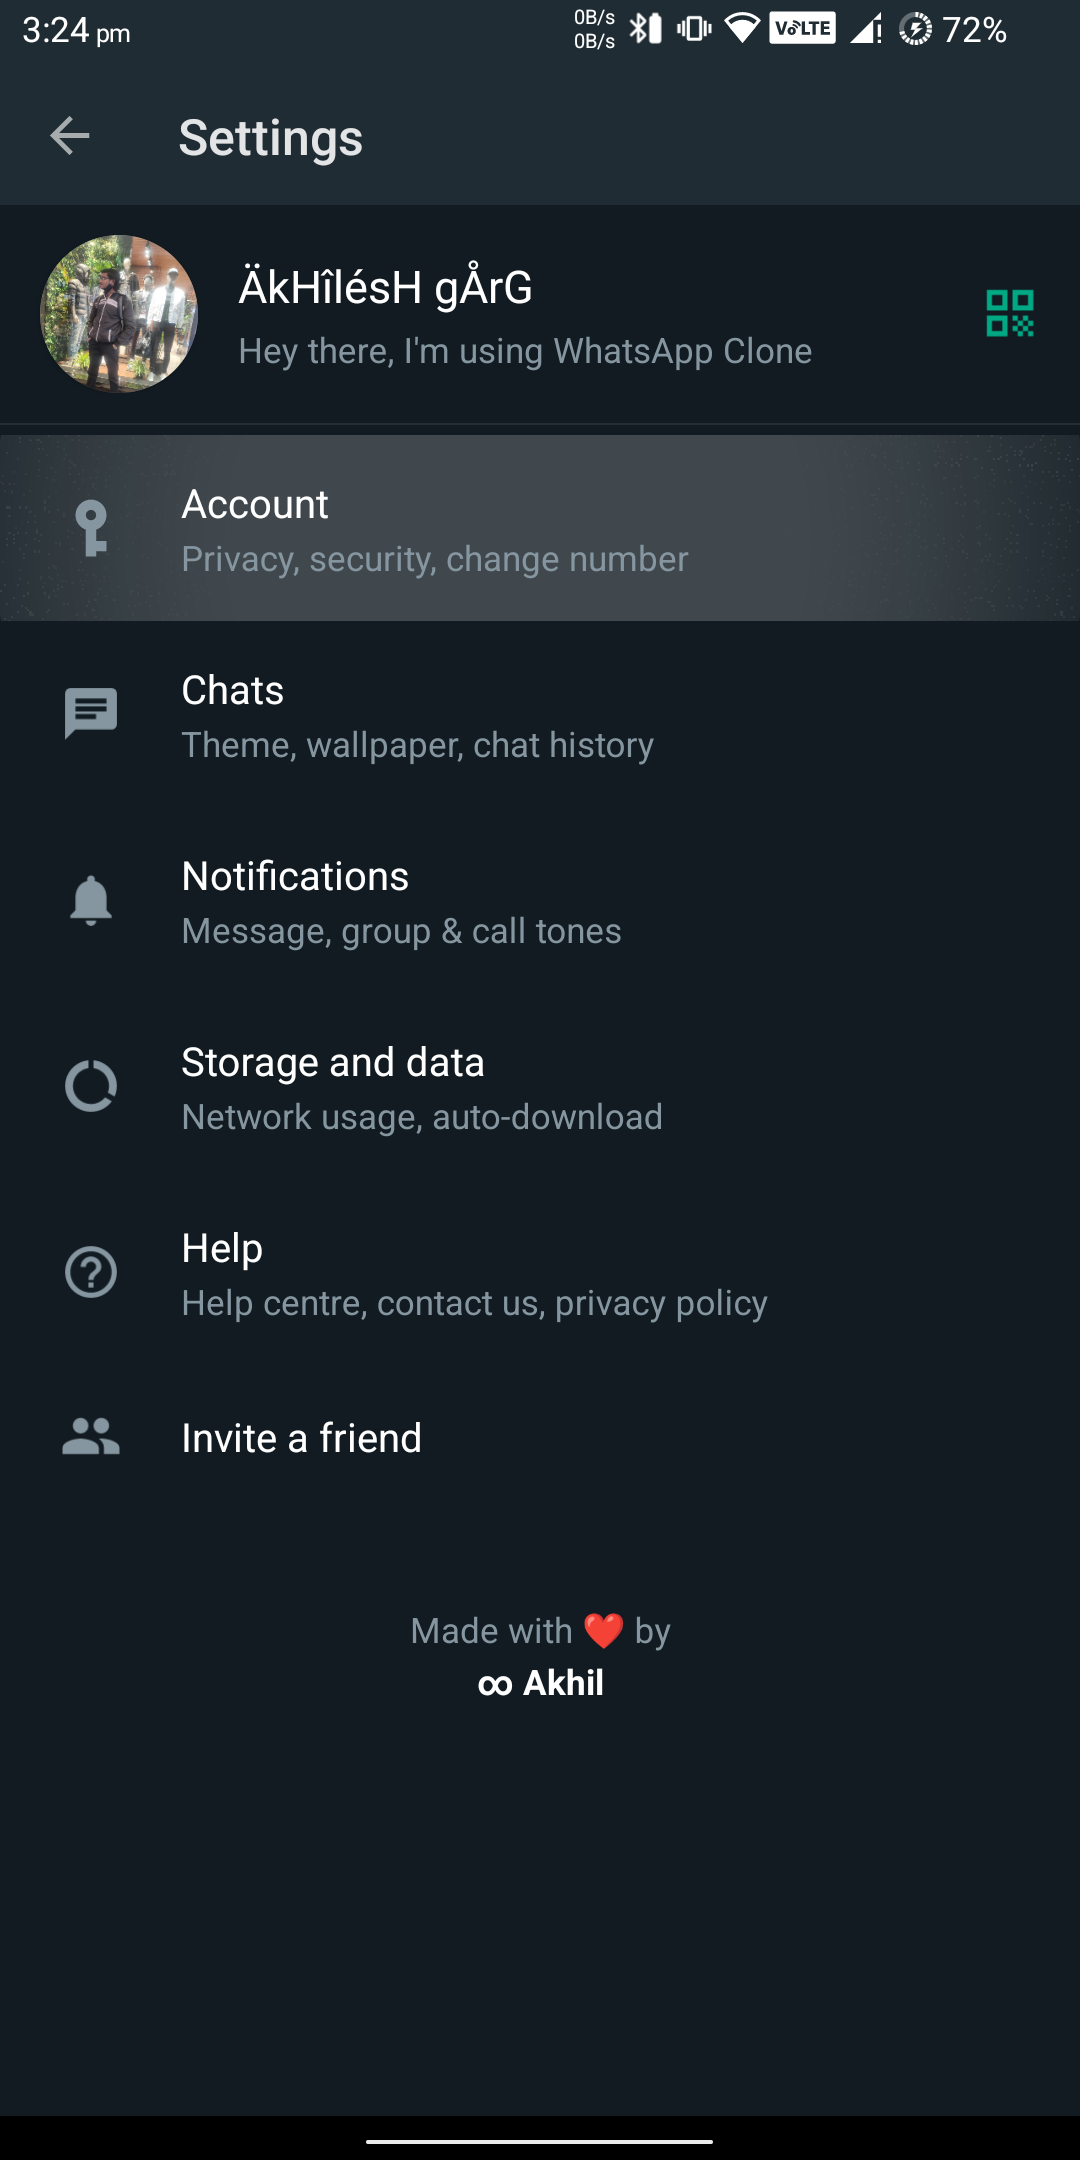 3:24 pm
0B/s
0B/s
VoLTE
72%
Settings
ÄkHîlésH gÅrG
Hey there, I'm using WhatsApp Clone
Account
Privacy, security, change number
Chats
Theme, wallpaper, chat history
Notifications
Message, group & call tones
Storage and data
Network usage, auto-download
Help
Help centre, contact us, privacy policy
Invite a friend
Made with ❤️ by
∞ Akhil